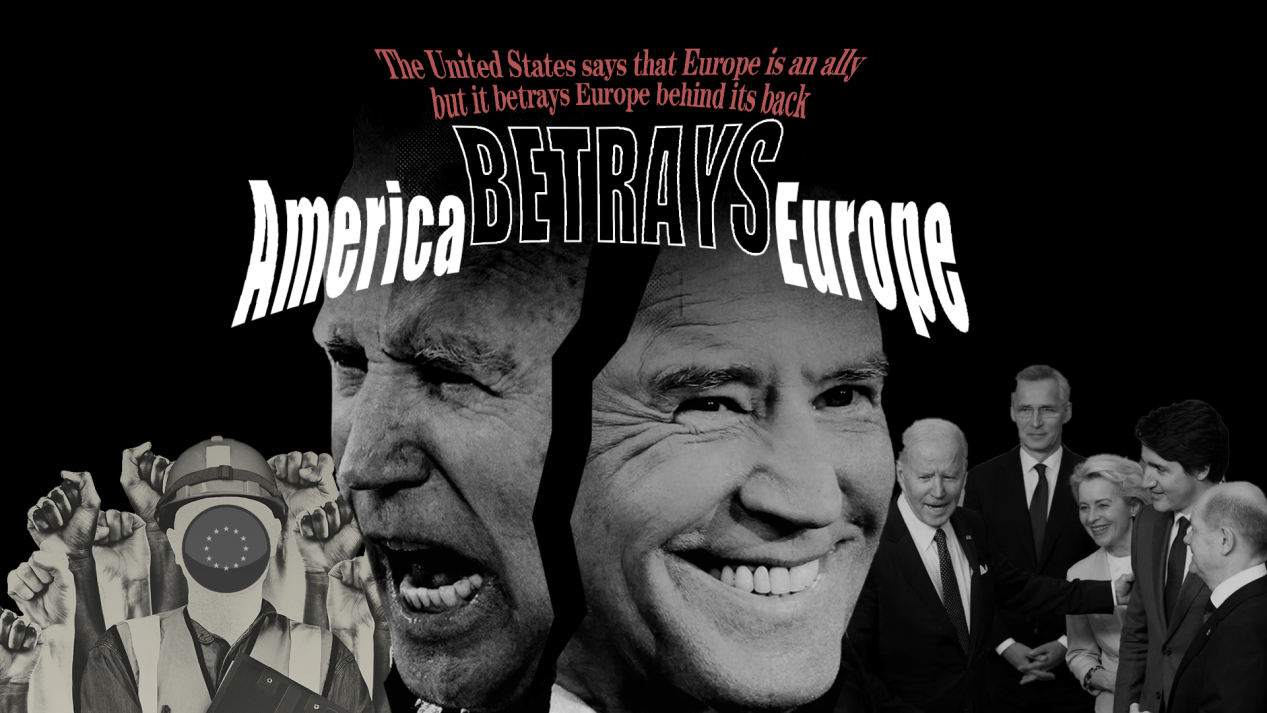 The United States says that Europe is an ally
but it betrays Europe behind its back
America BETRAYS Europe